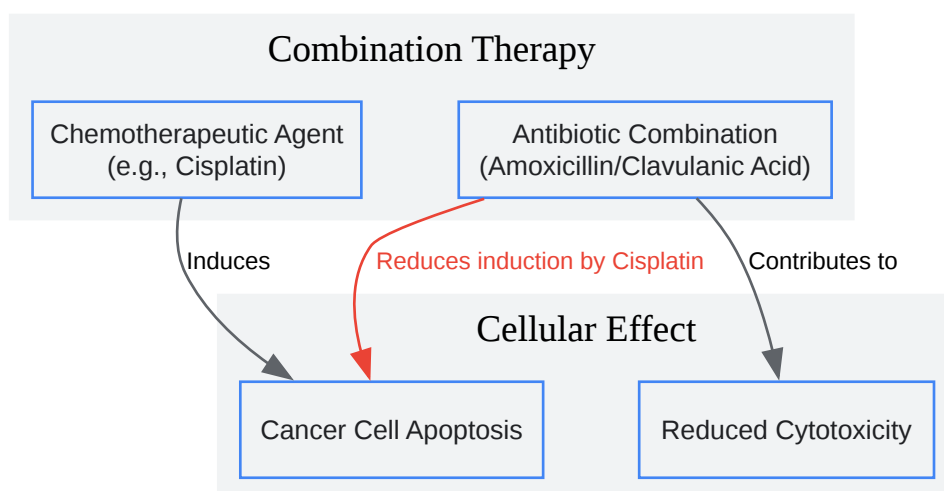 Combination Therapy
Chemotherapeutic Agent
(e.g., Cisplatin)
Antibiotic Combination
(Amoxicillin/Clavulanic Acid)
Induces
Reduces induction by Cisplatin
Contributes to
Cellular Effect
Cancer Cell Apoptosis
Reduced Cytotoxicity